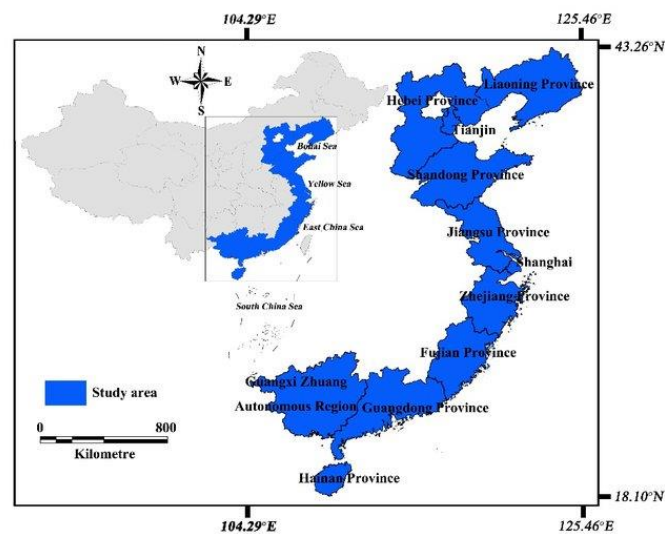 104.29°E
125.46°E
43.26°N
N
W
E
S
Liaoning Province
Hebei Province
Tianjin
Bohai Sea
Shandong Province
Yellow Sea
Jiangsu Province
East China Sea
Shanghai
Zhejiang Province
South China Sea
Fujian Province
Guangxi Zhuang
Autonomous Region
Guangdong Province
Study area
0
800
Kilometre
Hainan Province
18.10°N
104.29°E
125.46°E